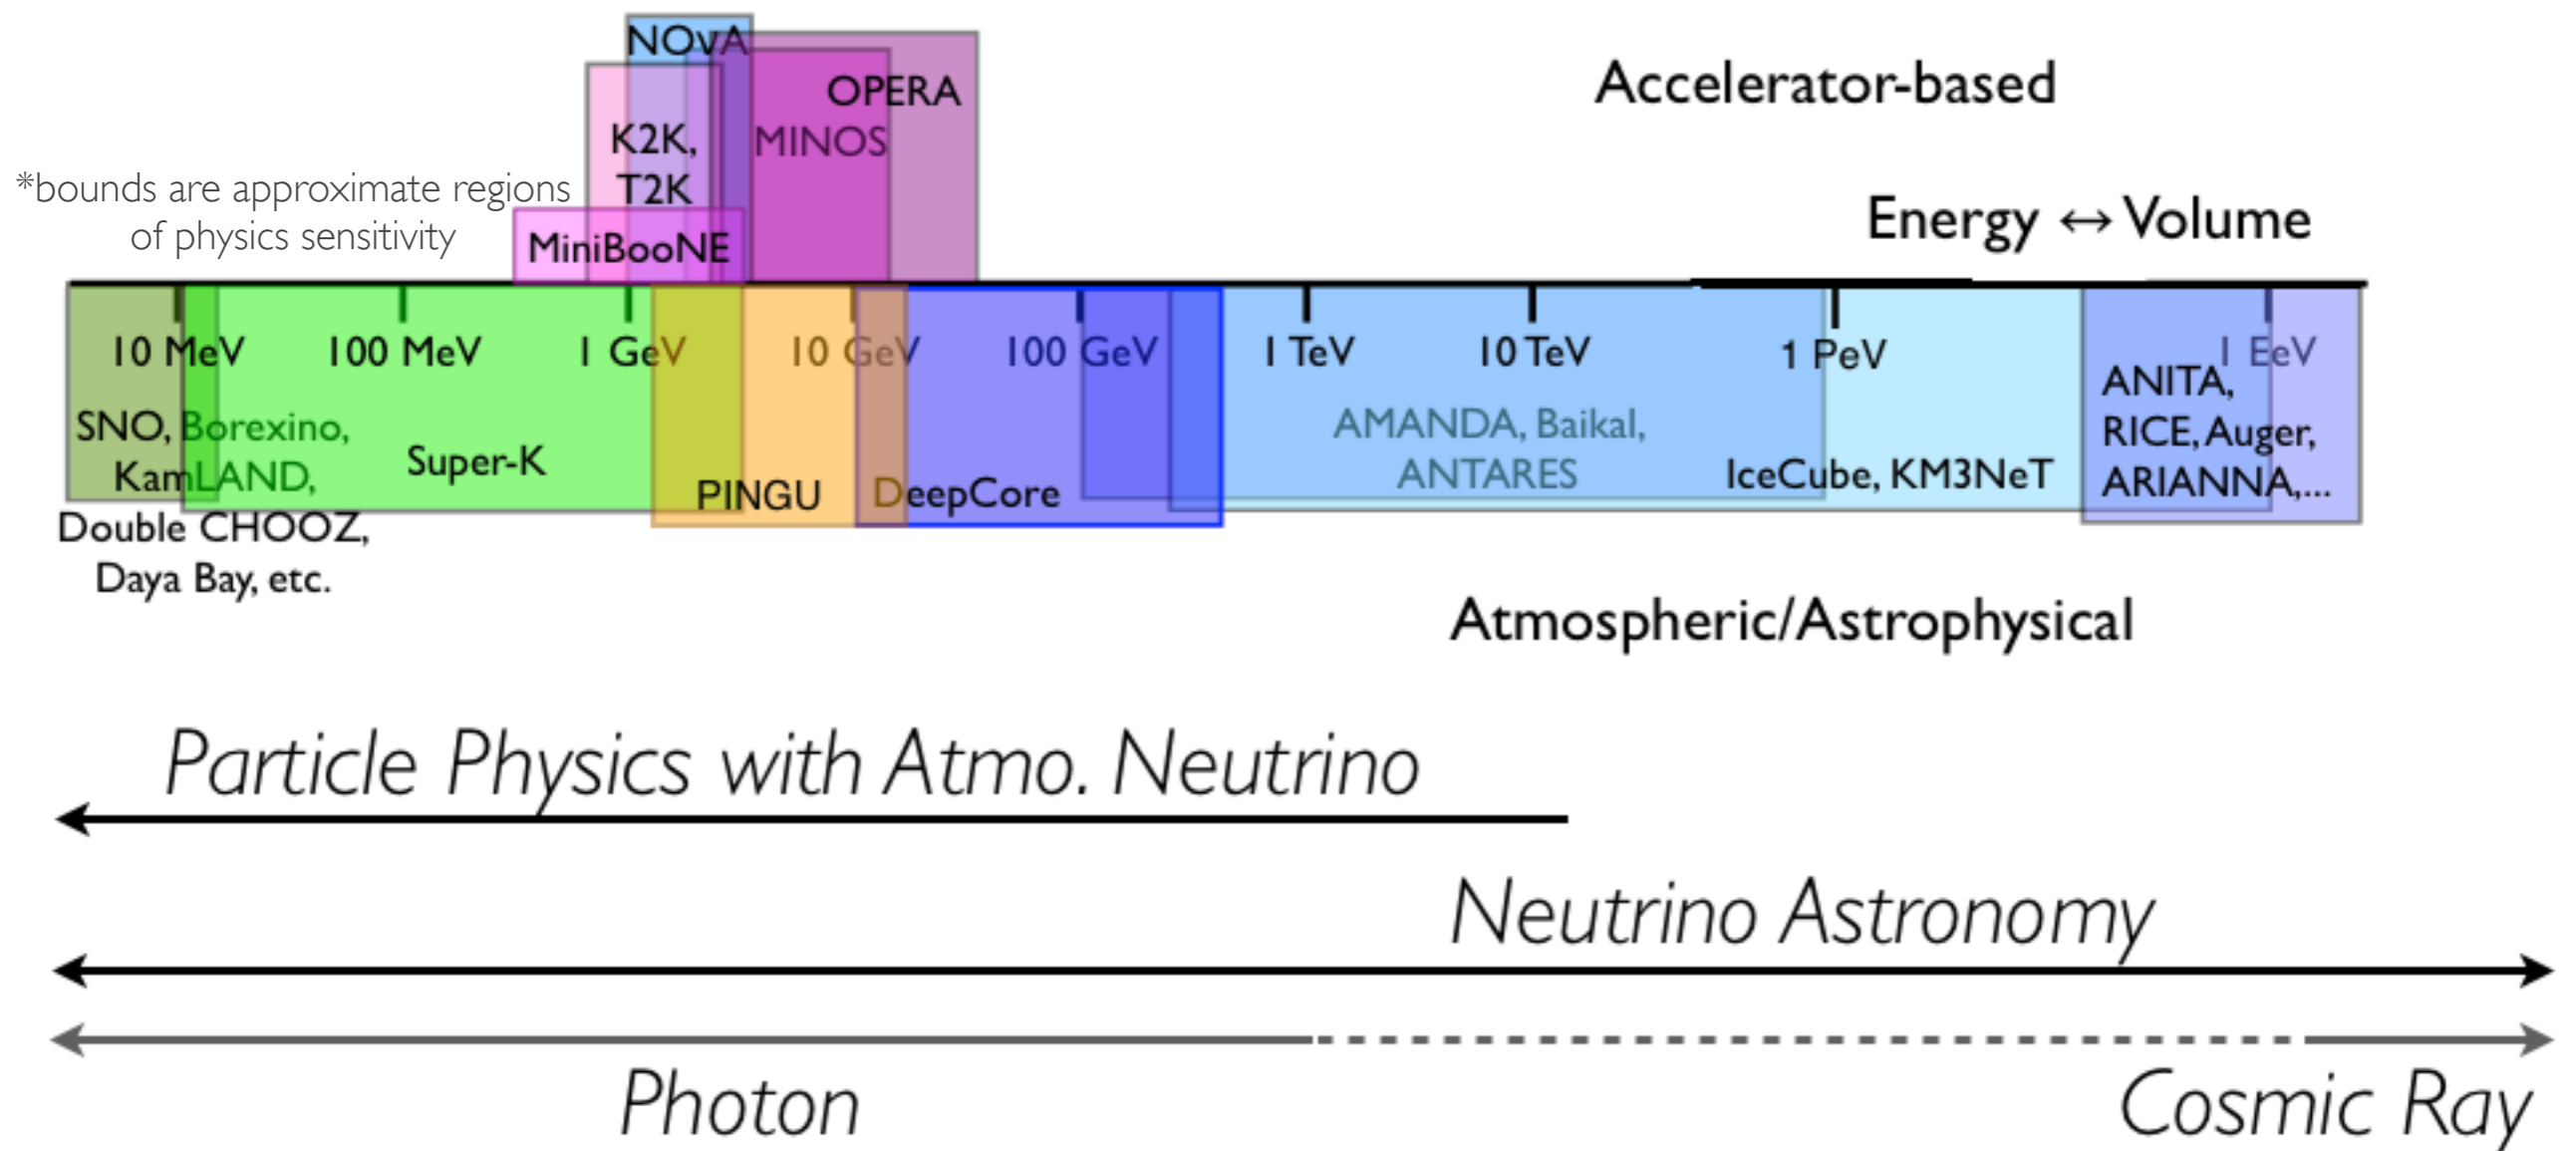 NOνA
OPERA
Accelerator-based
K2K,
T2K
MINOS
*bounds are approximate regions
of physics sensitivity
Energy ↔ Volume
MiniBooNE
10 MeV
100 MeV
1 GeV
10 GeV
100 GeV
1 TeV
10 TeV
1 PeV
1 EeV
SNO, Borexino,
KamLAND,
Double CHOOZ,
Daya Bay, etc.
Super-K
PINGU
DeepCore
AMANDA, Baikal,
ANTARES
IceCube, KM3NeT
ANITA,
RICE, Auger,
ARIANNA,...
Atmospheric/Astrophysical
Particle Physics with Atmo. Neutrino
Neutrino Astronomy
Photon
Cosmic Ray